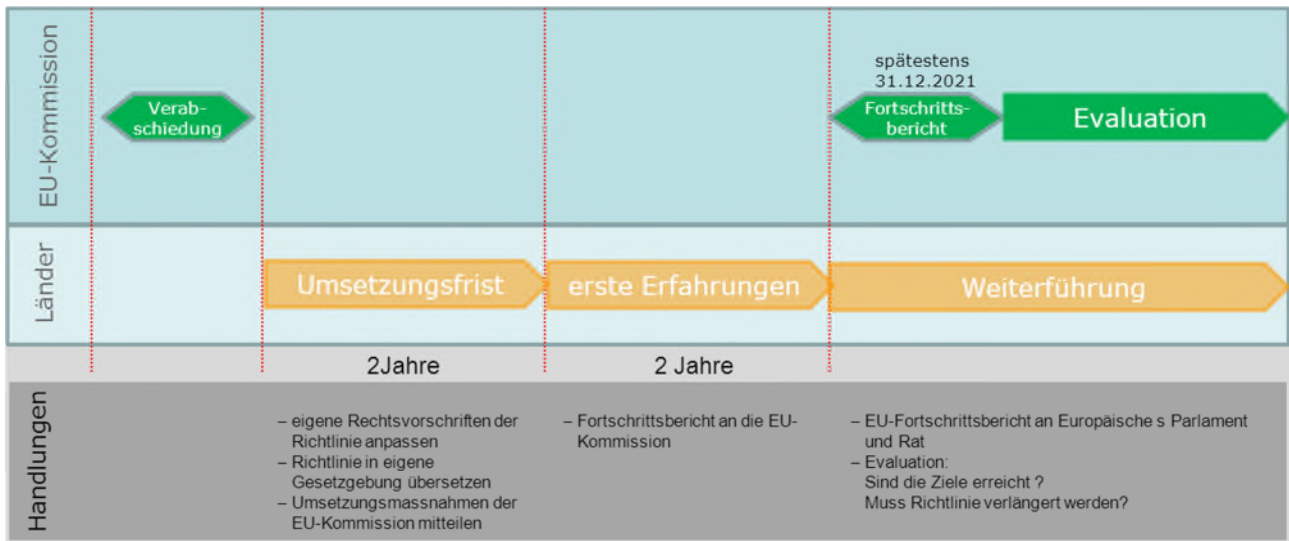 EU-Kommission
spätestens
31.12.2021
Verab-
schiedung
Fortschritts-
bericht
Evaluation
Länder
Umsetzungsfrist
erste Erfahrungen
Weiterführung
2Jahre
2 Jahre
Handlungen
– eigene Rechtsvorschriften der
Richtlinie anpassen
– Richtlinie in eigene
Gesetzgebung übersetzen
– Umsetzungsmassnahmen der
EU-Kommission mitteilen
– Fortschrittsbericht an die EU-
Kommission
– EU-Fortschrittsbericht an Europäische s Parlament
und Rat
– Evaluation:
Sind die Ziele erreicht ?
Muss Richtlinie verlängert werden?